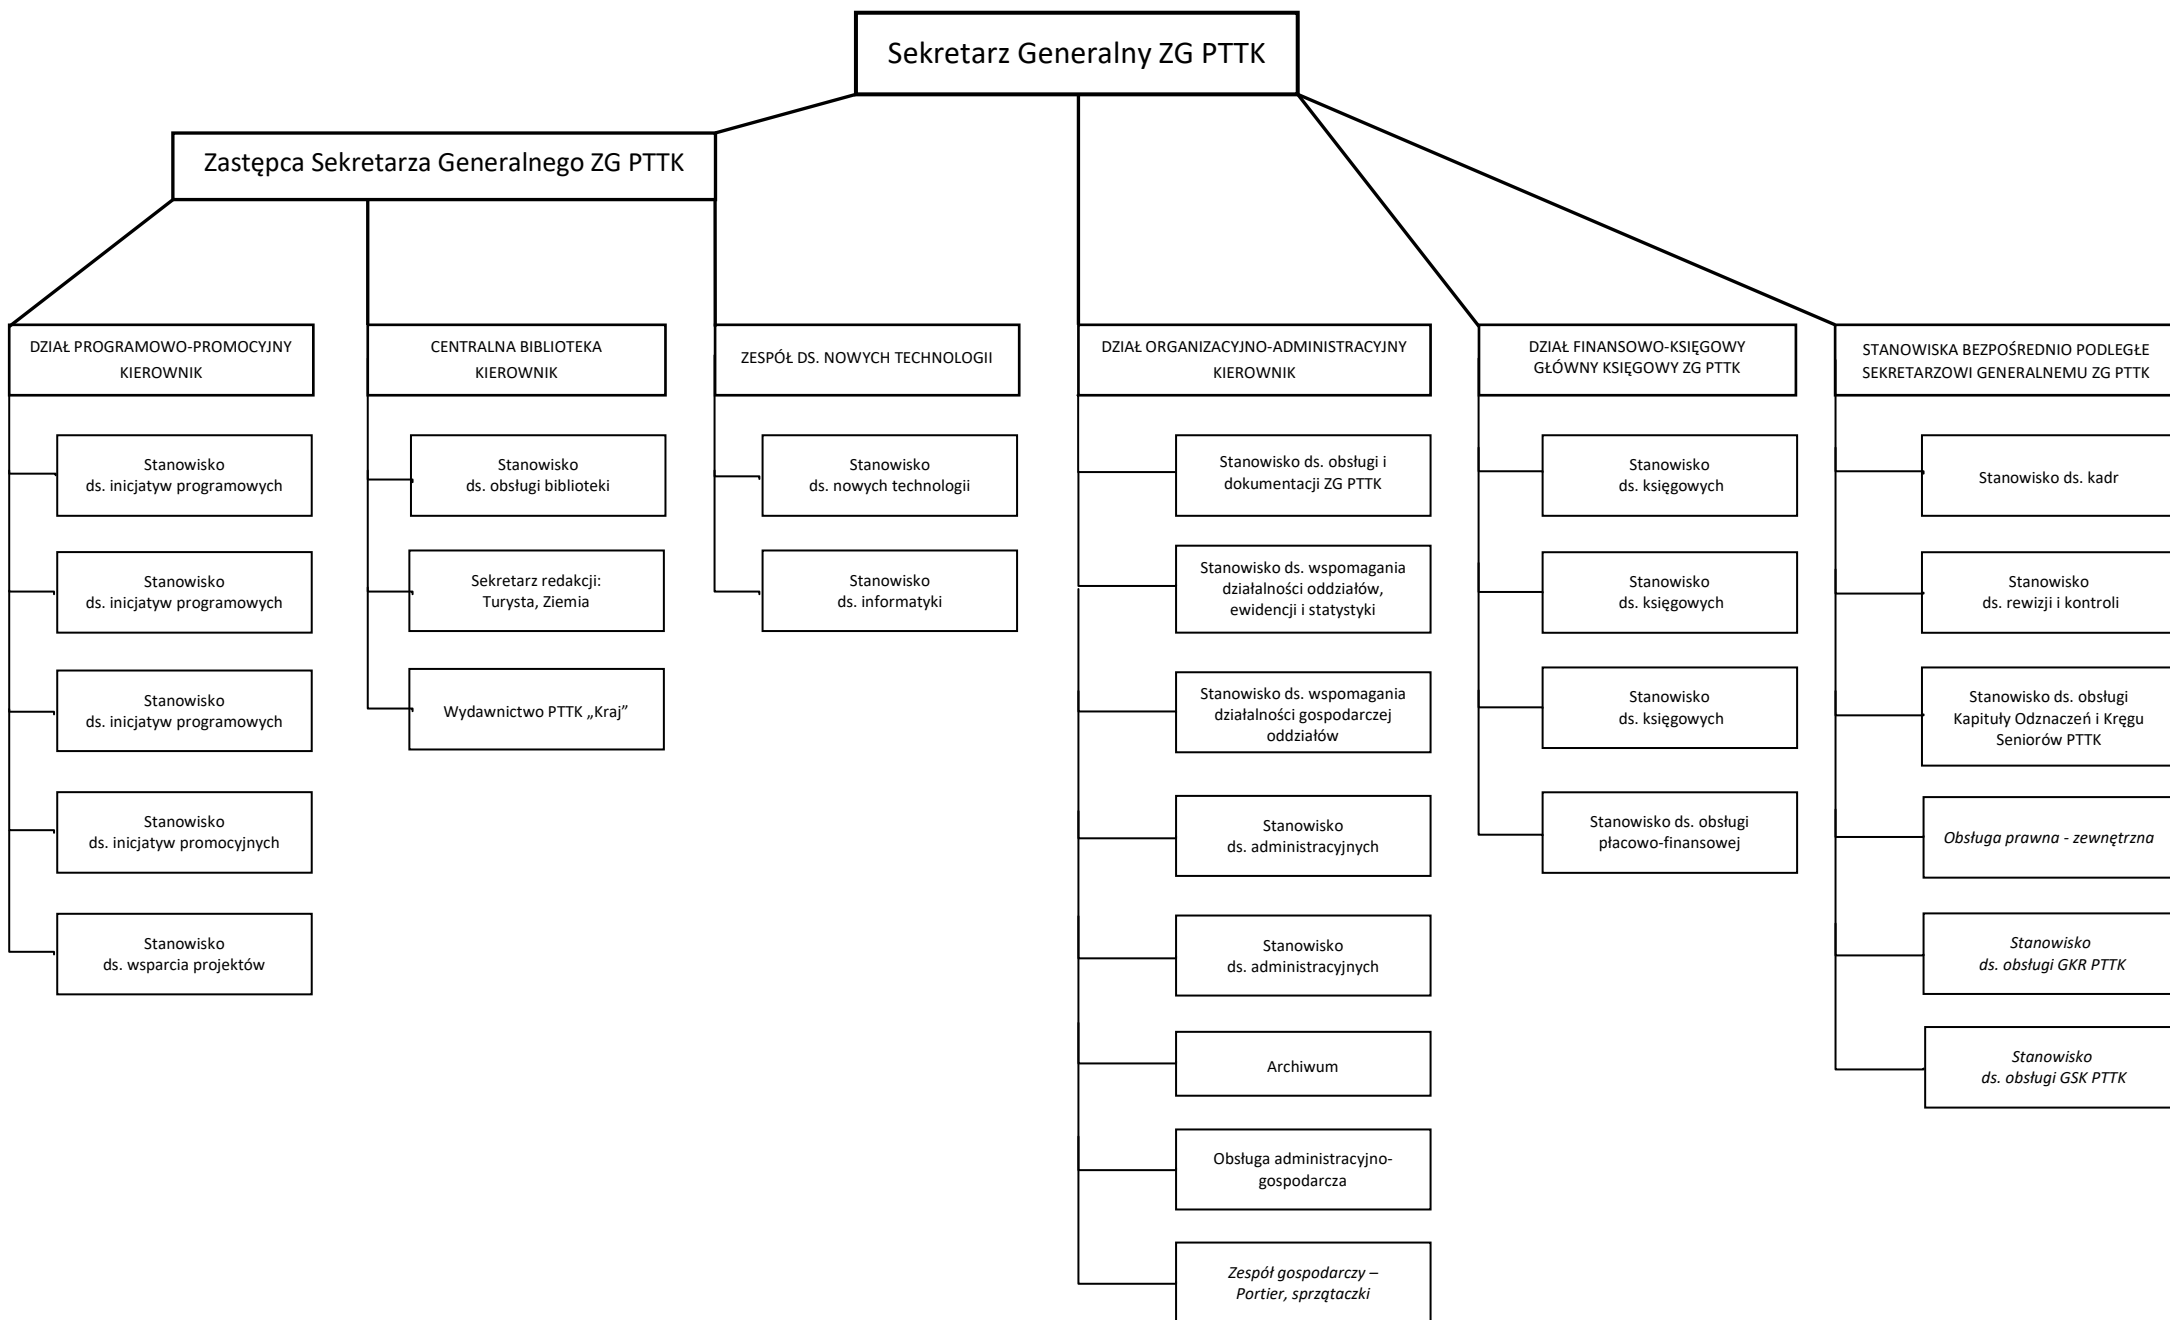 Sekretarz Generalny ZG PTTK
Zastępca Sekretarza Generalnego ZG PTTK
DZIAŁ PROGRAMOWO-PROMOCYJNY
KIEROWNIK
Stanowisko
ds. inicjatyw programowych
Stanowisko
ds. inicjatyw programowych
Stanowisko
ds. inicjatyw programowych
Stanowisko
ds. inicjatyw promocyjnych
Stanowisko
ds. wsparcia projektów
CENTRALNA BIBLIOTEKA
KIEROWNIK
Stanowisko
ds. obsługi biblioteki
Sekretarz redakcji:
Turysta, Ziemia
Wydawnictwo PTTK „Kraj”
ZESPÓŁ DS. NOWYCH TECHNOLOGII
Stanowisko
ds. nowych technologii
Stanowisko
ds. informatyki
DZIAŁ ORGANIZACYJNO-ADMINISTRACYJNY
KIEROWNIK
Stanowisko ds. obsługi i
dokumentacji ZG PTTK
Stanowisko ds. wspomagania
działalności oddziałów,
ewidencji i statystyki
Stanowisko ds. wspomagania
działalności gospodarczej
oddziałów
Stanowisko
ds. administracyjnych
Stanowisko
ds. administracyjnych
Archiwum
Obsługa administracyjno-
gospodarcza
Zespół gospodarczy –
Portier, sprzątaczki
DZIAŁ FINANSOWO-KSIĘGOWY
GŁÓWNY KSIĘGOWY ZG PTTK
Stanowisko
ds. księgowych
Stanowisko
ds. księgowych
Stanowisko
ds. księgowych
Stanowisko ds. obsługi
płacowo-finansowej
STANOWISKA BEZPOŚREDNIO PODLEGŁE
SEKRETARZOWI GENERALNEMU ZG PTTK
Stanowisko ds. kadr
Stanowisko
ds. rewizji i kontroli
Stanowisko ds. obsługi
Kapituły Odznaczeń i Kręgu
Seniorów PTTK
Obsługa prawna - zewnętrzna
Stanowisko
ds. obsługi GKR PTTK
Stanowisko
ds. obsługi GSK PTTK